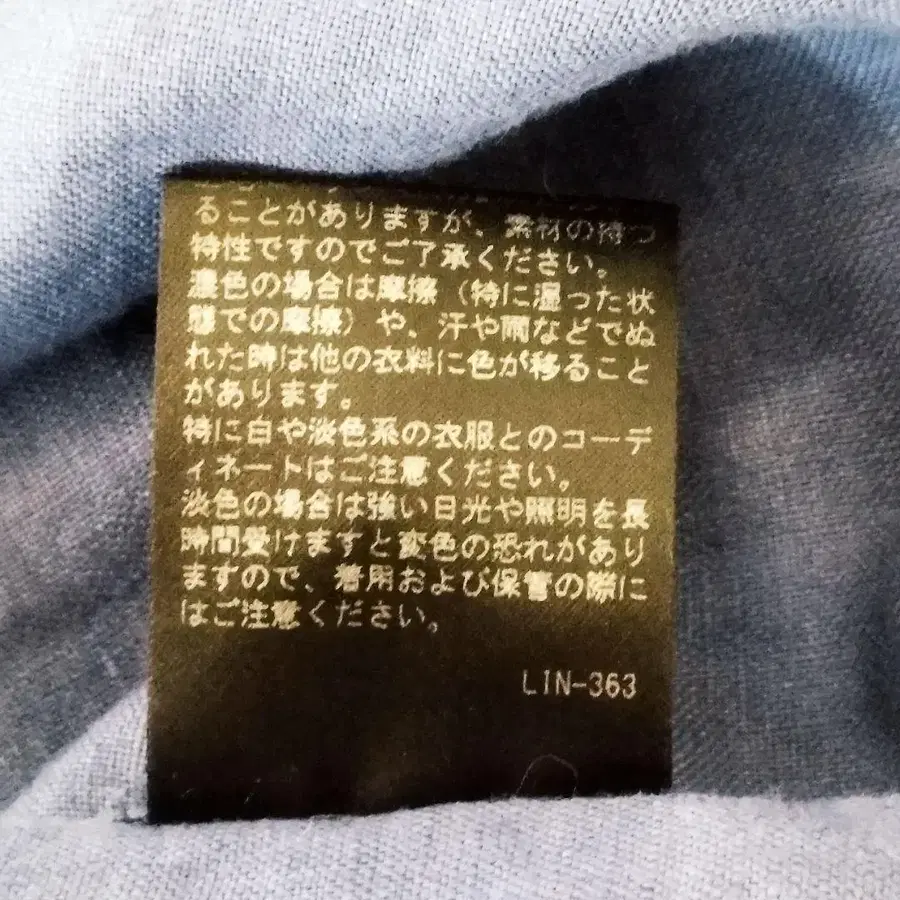 ることがありますが、素材の持つ
特性ですのでご了承ください。
濃色の場合は摩擦（特に湿った状
態での摩擦）や、汗や雨などでぬ
れた時は他の衣料に色が移ること
があります。
特に白や淡色系の衣服とのコーデ
ィネートはご注意ください。
淡色の場合は強い日光や照明を長
時間受けますと変色の恐れがあり
ますので、着用および保管の際に
はご注意ください。
LIN-363